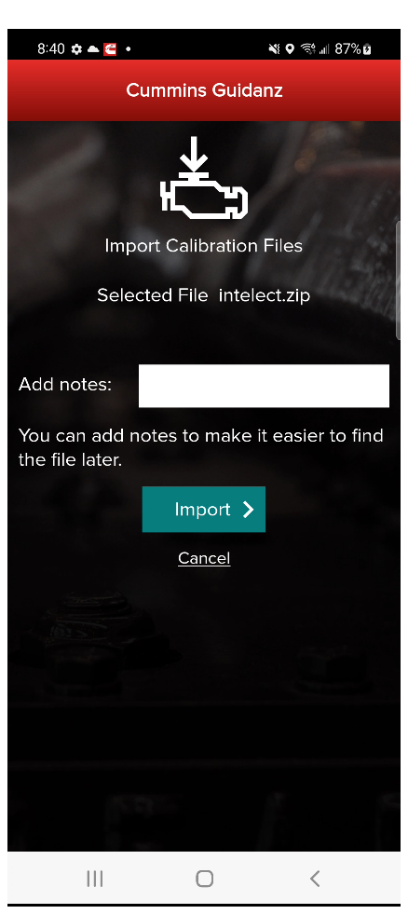 8:40 87%
Cummins Guidanz
Import Calibration Files
Selected File intelect.zip
Add notes:
You can add notes to make it easier to find
the file later.
Import
Cancel